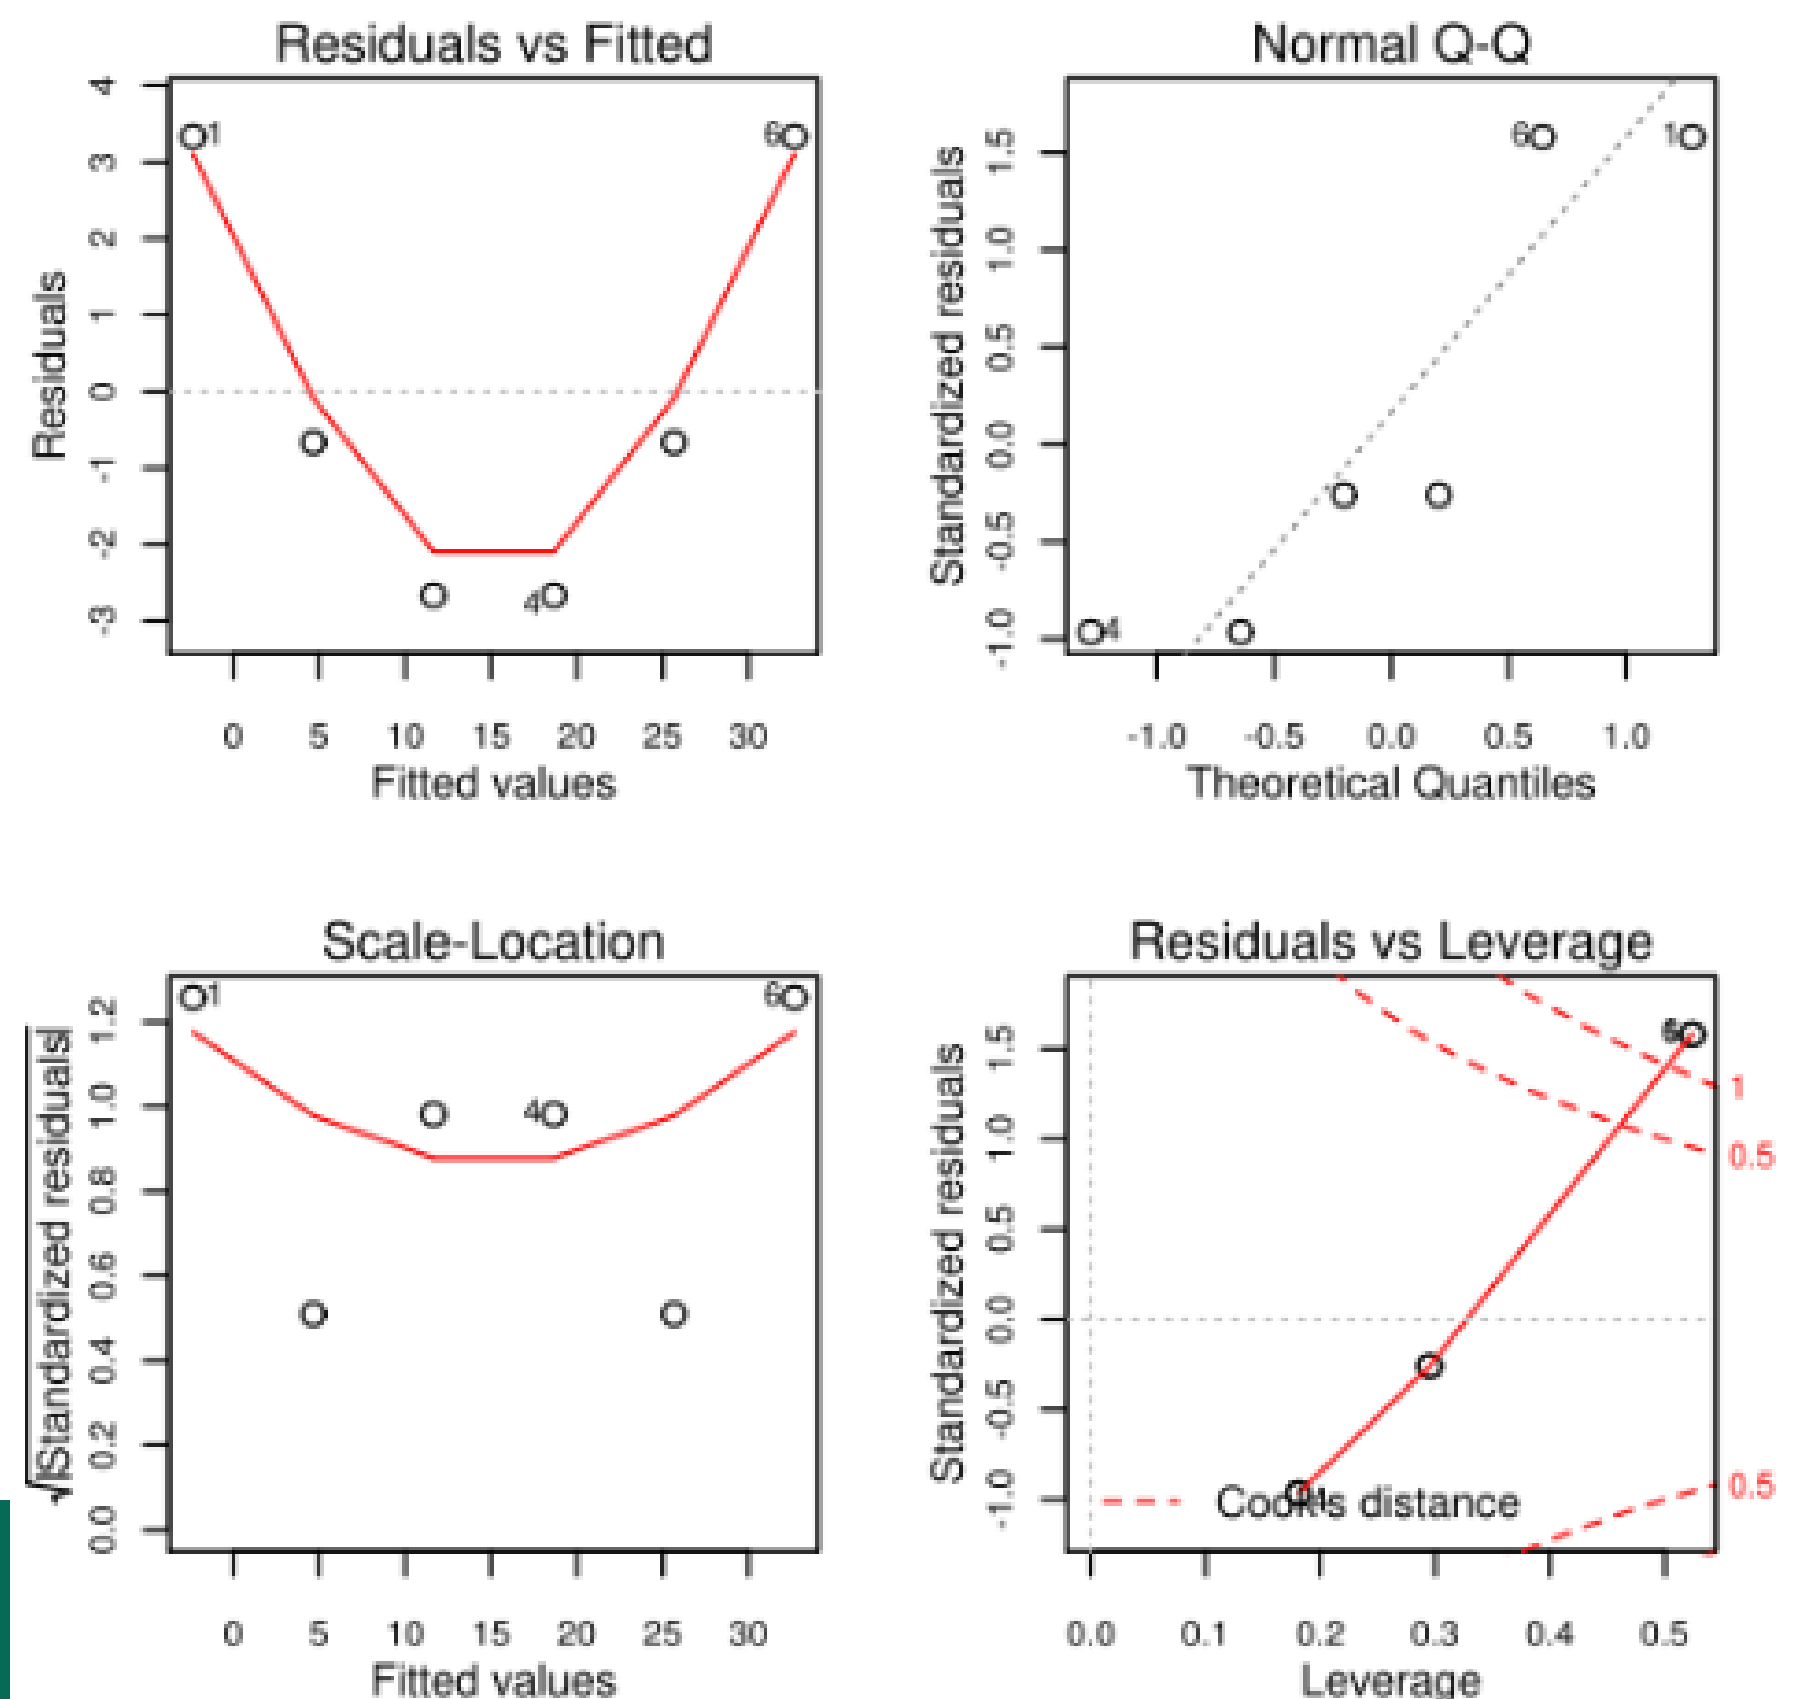 Residuals vs Fitted
Residuals
4
3
2
1
0
-1
-2
-3
1
6
4
0 5 10 15 20 25 30
Fitted values
Normal Q-Q
Standardized residuals
1.5
1.0
0.5
0.0
-0.5
-1.0
6
1
4
-1.0 -0.5 0.0 0.5 1.0
Theoretical Quantiles
Scale-Location
√|Standardized residuals|
1.2
1.0
0.8
0.6
0.4
0.2
0.0
1
6
4
0 5 10 15 20 25 30
Fitted values
Residuals vs Leverage
Standardized residuals
1.5
1.0
0.5
0.0
-0.5
-1.0
1
0.5
0.5
Cook's distance
0.0 0.1 0.2 0.3 0.4 0.5
Leverage